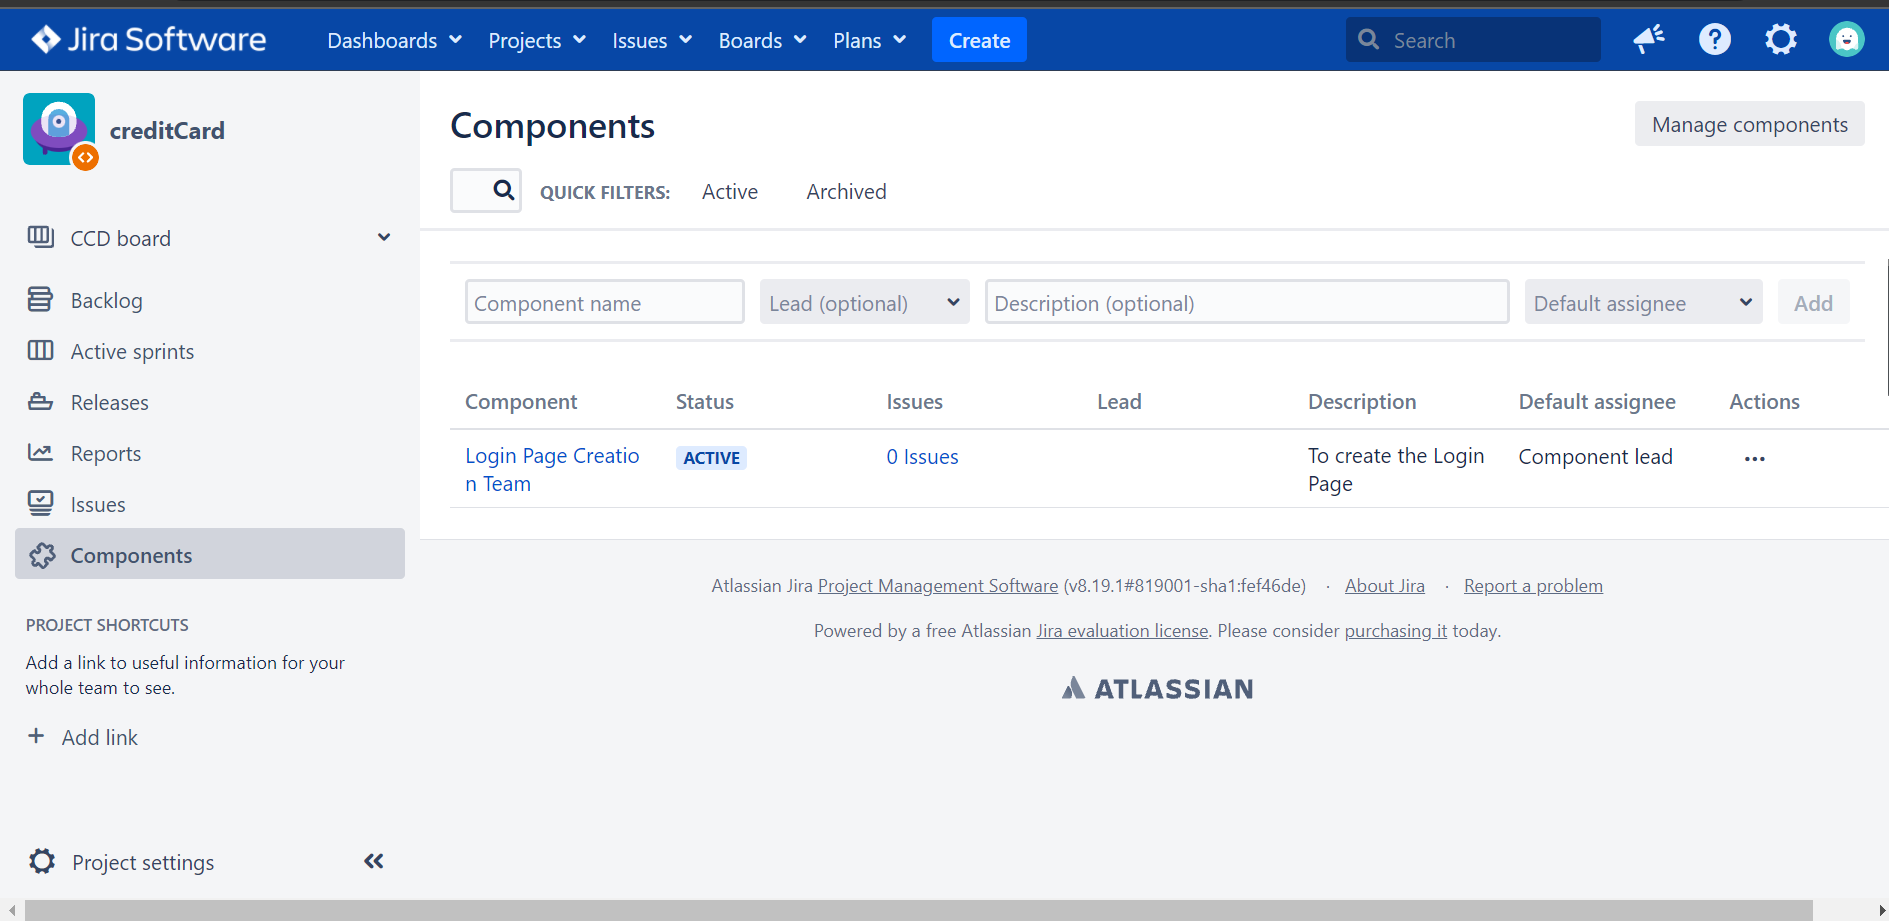 Jira Software
Dashboards Projects Issues Boards Plans Create Search
creditCard
CCD board
Backlog
Active sprints
Releases
Reports
Issues
Components
PROJECT SHORTCUTS
Add a link to useful information for your
whole team to see.
+ Add link
Project settings
Components
Manage components
QUICK FILTERS: Active Archived
Component name Lead (optional) Description (optional) Default assignee Add
Component Status Issues Lead Description Default assignee Actions
Login Page Creatio ACTIVE 0 Issues To create the Login Component lead ...
n Team Page
Atlassian Jira Project Management Software (v8.19.1#819001-sha1:fef46de) · About Jira · Report a problem
Powered by a free Atlassian Jira evaluation license. Please consider purchasing it today.
ATLASSIAN